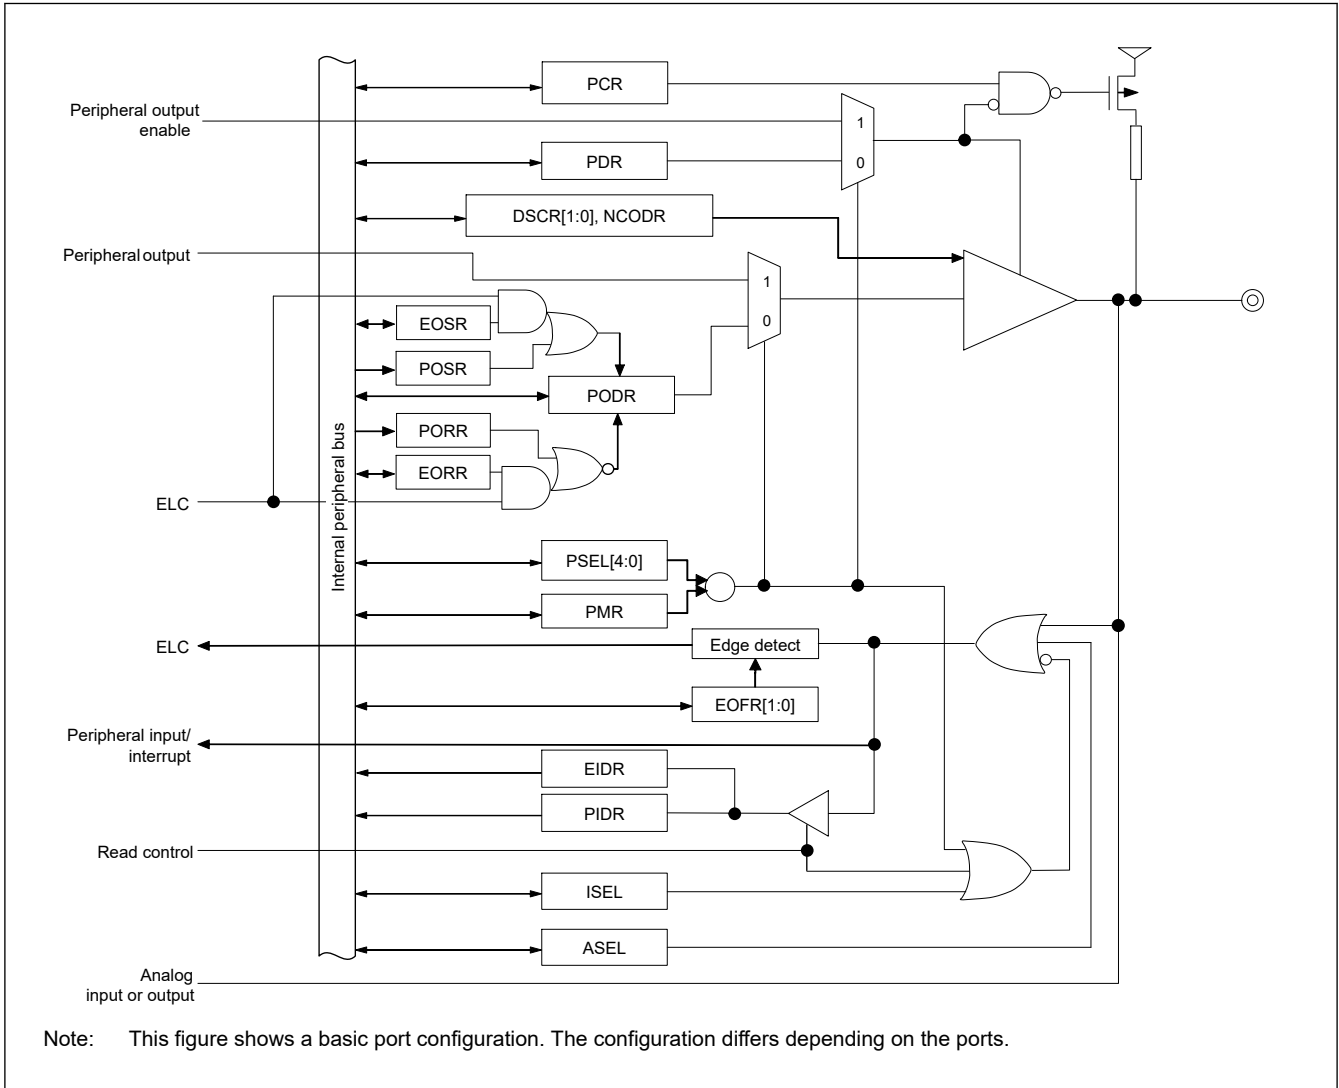 PCR
Peripheral output
enable
1
PDR
0
DSCR[1:0], NCODR
Peripheral output
1
EOSR
0
POSR
PODR
PORR
EORR
Internal peripheral bus
ELC
PSEL[4:0]
PMR
ELC
Edge detect
EOFR[1:0]
Peripheral input/
interrupt
EIDR
PIDR
Read control
ISEL
ASEL
Analog
input or output
Note: This figure shows a basic port configuration. The configuration differs depending on the ports.